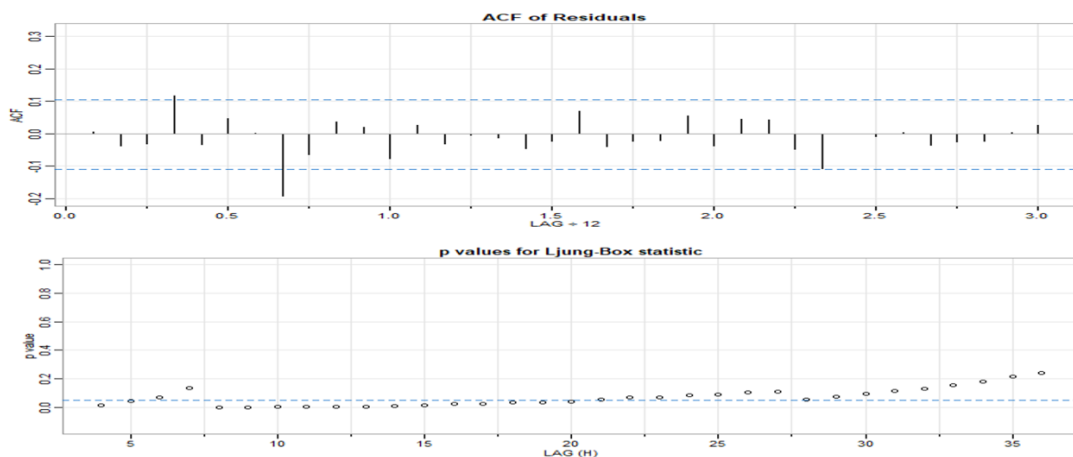 ACF of Residuals
ACF
0.3
0.2
0.1
0.0
-0.1
-0.2
0.0 0.5 1.0 1.5 2.0 2.5 3.0
LAG ÷ 12
p values for Ljung-Box statistic
p value
1.0
0.8
0.6
0.4
0.2
0.0
5 10 15 20 25 30 35
LAG (H)